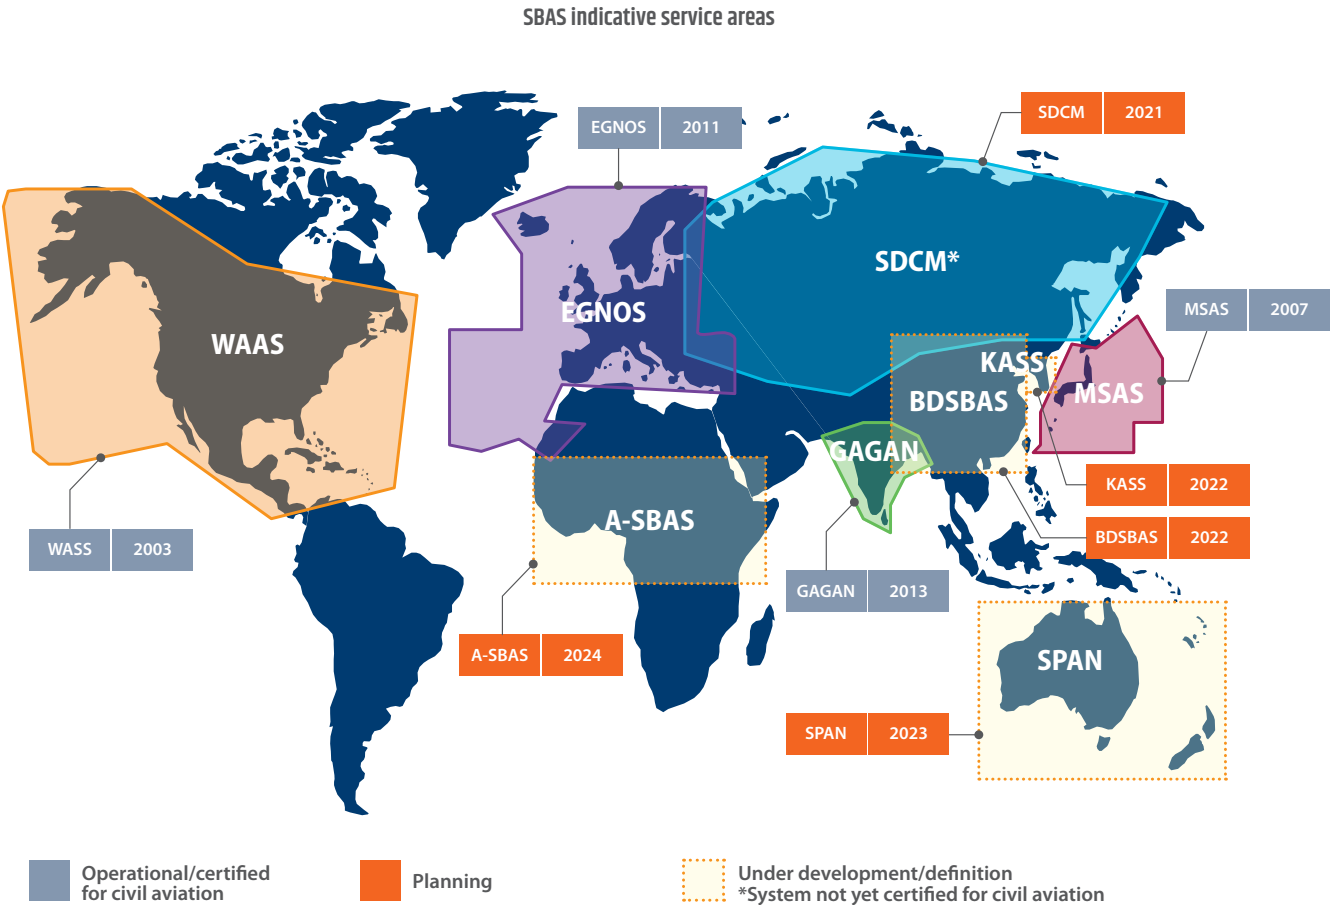 SBAS indicative service areas
SDCM 2021
EGNOS 2011
SDCM*
MSAS 2007
EGNOS
WAAS
KASS
MSAS
BDSBAS
GAGAN
KASS 2022
A-SBAS
BDSBAS 2022
WASS 2003
GAGAN 2013
A-SBAS 2024
SPAN
SPAN 2023
Operational/certified
for civil aviation
Planning
Under development/definition
*System not yet certified for civil aviation